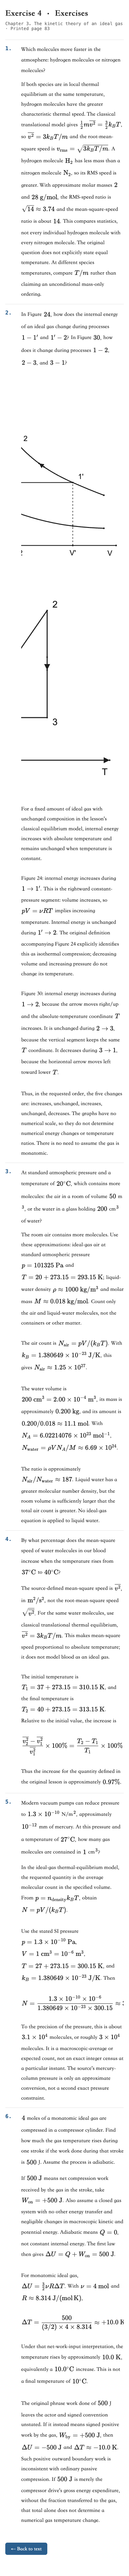 Exercise 4 · Exercises
Chapter 3. The kinetic theory of an ideal gas
· Printed page 83
1. Which molecules move faster in the
atmosphere: hydrogen molecules or nitrogen
molecules?
If both species are in local thermal
equilibrium at the same temperature,
hydrogen molecules have the greater
characteristic thermal speed. The classical
translational model gives ½mv² = 3/2 k_BT,
so v² = 3k_BT/m and the root-mean-
square speed is v_rms = √3k_BT/m. A
hydrogen molecule H₂
nitrogen N₂, its RMS speed is
greater. With approximate molar masses 2
and 28 g/mol, the RMS-speed ratio is
√14 ≈ 3.74 and the mean-square-speed
ratio is about 14. This compares statistics,
not every individual hydrogen molecule with
every nitrogen molecule. The original
question does not explicitly state equal
temperature. At different species
temperatures, compare T/m rather than
claiming an unconditional mass-only
ordering.
2. In Figure 24, how does the internal energy
of an ideal gas change during processes
1 − 1′ and 1′ − 2? In Figure 30, how
does it change during processes 1 − 2,
2 − 3, and 3 − 1?
2
1′
V′
V
2
3
T
For a fixed amount of ideal gas with
unchanged composition in the lesson's
classical equilibrium model, internal energy
increases with absolute temperature and
remains unchanged when temperature is
constant.
Figure 24: internal energy increases during
1 → 1′. This is the rightward constant-
pressure segment: volume increases, so
pV = νRT implies increasing
temperature. Internal energy is unchanged
during 1′ → 2. The original definition
accompanying Figure 24 explicitly identifies
this as isothermal compression; decreasing
volume and increasing pressure do not
change its temperature.
Figure 30: internal energy increases during
1 → 2, because the arrow moves right/up
and the absolute-temperature coordinate T
increases. It is unchanged during 2 → 3,
because the vertical segment keeps the same
T coordinate. It decreases during 3 → 1,
because the horizontal arrow moves left
toward lower T.
Thus, in the requested order, the five changes
are: increases, unchanged, increases,
unchanged, decreases. The graphs have no
numerical scale, so they do not determine
numerical energy changes or temperature
ratios. There is no need to assume the gas is
monoatomic.
3. At standard atmospheric pressure and a
temperature of 20°C, which contains more
molecules: the air in a room of volume 50 m
³, or the water in a glass holding 200 cm³
of water?
The room air contains more molecules. Use
these approximations: ideal-gas air at
standard atmospheric pressure
p = 101325 Pa and
T = 20 + 273.15 = 293.15 K; liquid-
water density ρ ≈ 1000 kg/m³ and molar
mass M ≈ 0.018 kg/mol. Count only
the air and liquid-water molecules, not the
containers or other matter.
The air count is N_air = pV/(k_BT). With
k_B = 1.380649 × 10⁻²³ J/K, this
gives N_air ≈ 1.25 × 10²⁷.
The water volume is
200 cm³ = 2.00 × 10⁻⁴ m³, its mass is
approximately 0.200 kg, and its amount is
0.200/0.018 ≈ 11.1 mol. With
N_A = 6.02214076 × 10²³ mol⁻¹,
N_water = ρVN_A/M ≈ 6.69 × 10²⁴.
The ratio is approximately
N_air/N_water ≈ 187. Liquid water has a
greater molecular number density, but the
room volume is sufficiently larger that the
total air count is greater. No ideal-gas
equation is applied to liquid water.
4. By what percentage does the mean-square
speed of water molecules in our blood
increase when the temperature rises from
37°C to 40°C?
The source-defined mean-square speed is v²,
in m²/s², not the root-mean-square speed
√v². For the same water molecules, use
classical translational thermal equilibrium,
v² = 3k_BT/m. This makes mean-square
speed proportional to absolute temperature;
it does not model blood as an ideal gas.
The initial temperature is
T₁ = 37 + 273.15 = 310.15 K, and
the final temperature is
T₂ = 40 + 273.15 = 313.15 K.
Relative to the initial value, the increase is
(v₂² − v₁²)/v₁² × 100% = (T₂ − T₁)/T₁ × 100%
Thus the increase for the quantity defined in
the original lesson is approximately 0.97%.
5. Modern vacuum pumps can reduce pressure
to 1.3 × 10⁻¹⁰ N/m², approximately
10⁻¹² mm of mercury. At this pressure and
a temperature of 27°C, how many gas
molecules are contained in 1 cm³?
In the ideal-gas thermal-equilibrium model,
the requested quantity is the average
molecular count in the specified volume.
From p = n_density k_BT, obtain
N = pV/(k_BT).
Use the stated SI pressure
p = 1.3 × 10⁻¹⁰ Pa,
V = 1 cm³ = 10⁻⁶ m³,
T = 27 + 273.15 = 300.15 K, and
k_B = 1.380649 × 10⁻²³ J/K. Then
N = (1.3 × 10⁻¹⁰ × 10⁻⁶)/(1.380649 × 10⁻²³ × 300.15) ≈
To the precision of the pressure, this is about
3.1 × 10⁴ molecules, or roughly 3 × 10⁴
molecules. It is a macroscopic-average or
expected count, not an exact integer census at
a particular instant. The source's mercury-
column pressure is only an approximate
conversion, not a second exact pressure
constraint.
6. 4 moles of a monoatomic ideal gas are
compressed in a compressor cylinder. Find
how much the gas temperature rises during
one stroke if the work done during that stroke
is 500 J. Assume the process is adiabatic.
If 500 J means net compression work
received by the gas in the stroke, take
W_on = +500 J. Also assume a closed gas
system with no other energy transfer and
negligible changes in macroscopic kinetic and
potential energy. Adiabatic means Q = 0,
not constant internal energy. The first law
then gives ΔU = Q + W_on = 500 J.
For monoatomic ideal gas,
ΔU = 3/2 νRΔT. With ν = 4 mol and
R ≈ 8.314 J/(mol K),
ΔT = 500/((3/2) × 4 × 8.314) ≈ +10.0 K
Under that net-work-input interpretation, the
temperature rises by approximately 10.0 K,
equivalently a 10.0°C increase. This is not
a final temperature of 10°C.
The original phrase work done of 500 J
leaves the actor and signed convention
unstated. If it instead means signed positive
work by the gas, W_by = +500 J, then
ΔU = −500 J and ΔT ≈ −10.0 K.
Such positive outward boundary work is
inconsistent with ordinary passive
compression. If 500 J is merely the
compressor drive's gross energy expenditure,
without the fraction transferred to the gas,
that total alone does not determine a
numerical gas temperature change.
← Back to text